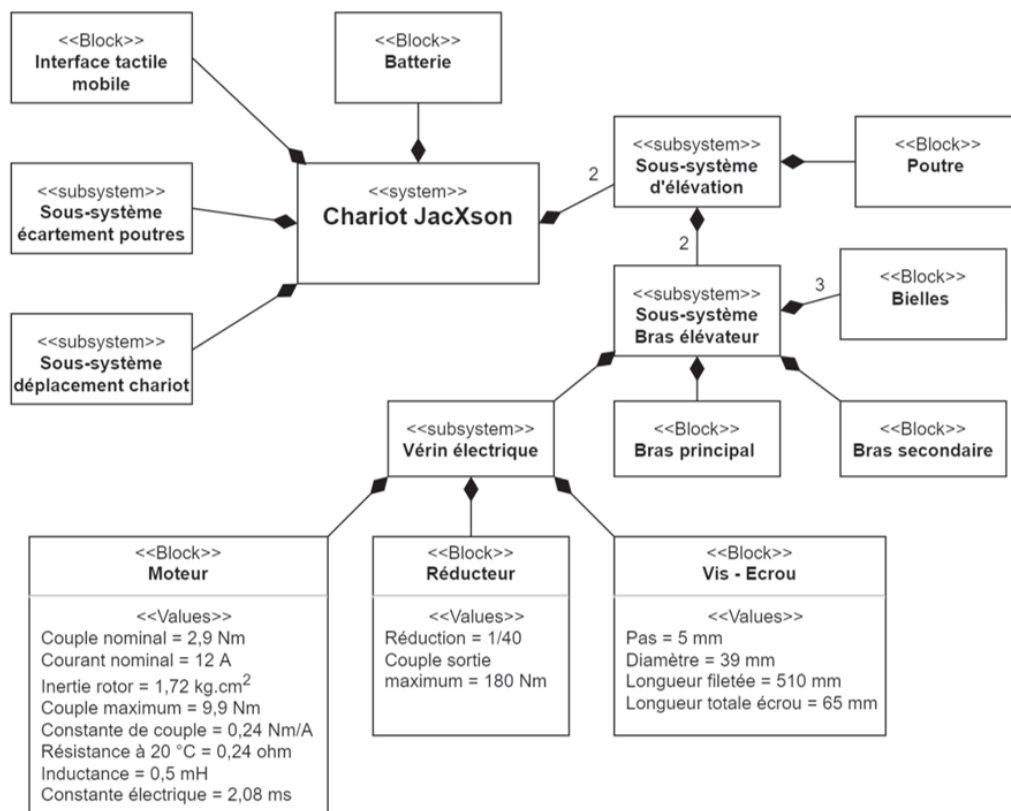 <<Block>>
Interface tactile
mobile
<<Block>>
Batterie
<<subsystem>>
Sous-système
écartement poutres
<<system>>
Chariot JacXson
2
<<subsystem>>
Sous-système
d'élévation
<<Block>>
Poutre
2
<<subsystem>>
Sous-système
déplacement chariot
<<subsystem>>
Sous-système
Bras élévateur
3
<<Block>>
Bielles
<<subsystem>>
Vérin électrique
<<Block>>
Bras principal
<<Block>>
Bras secondaire
<<Block>>
Moteur
<<Values>>
Couple nominal = 2,9 Nm
Courant nominal = 12 A
Inertie rotor = 1,72 kg.cm²
Couple maximum = 9,9 Nm
Constante de couple = 0,24 Nm/A
Résistance à 20 °C = 0,24 ohm
Inductance = 0,5 mH
Constante électrique = 2,08 ms
<<Block>>
Réducteur
<<Values>>
Réduction = 1/40
Couple sortie
maximum = 180 Nm
<<Block>>
Vis - Ecrou
<<Values>>
Pas = 5 mm
Diamètre = 39 mm
Longueur filetée = 510 mm
Longueur totale écrou = 65 mm